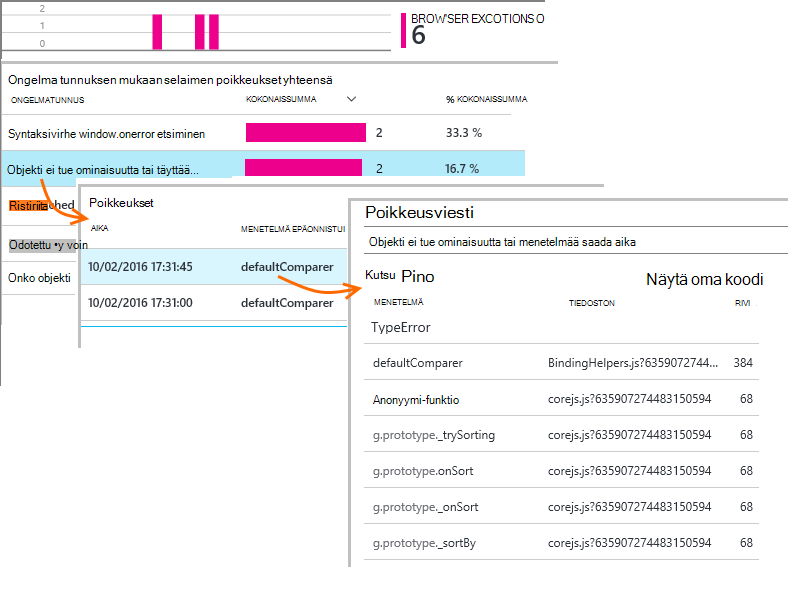 2
1
0
BROW'SER EXCOTIONS O
6
Ongelma tunnuksen mukaan selaimen poikkeukset yhteensä
ONGELMATUNNUS KOKONAISSUMMA % KOKONAISSUMMA
Syntaksivirhe window.onerror etsiminen 2 33.3 %
Objekti ei tue ominaisuutta tai täyttää... 2 16.7 %
Ristiriitached
Odotettu •y voin
Onko objekti
Poikkeukset
AIKA MENETELMÄ EPÄONNISTUI
10/02/2016 17:31:45 defaultComparer
10/02/2016 17:31:00 defaultComparer
Poikkeusviesti
Objekti ei tue ominaisuutta tai menetelmää saada aika
Kutsu Pino Näytä oma koodi
MENETELMÄ TIEDOSTON RIVI
TypeError
defaultComparer BindingHelpers.js?6359072744... 384
Anonyymi-funktio corejs.js?635907274483150594 68
g.prototype._trySorting corejs.js?635907274483150594 68
g.prototype.onSort corejs.js?635907274483150594 68
g.prototype._onSort corejs.js?635907274483150594 68
g.prototype._sortBy corejs.js?635907274483150594 68